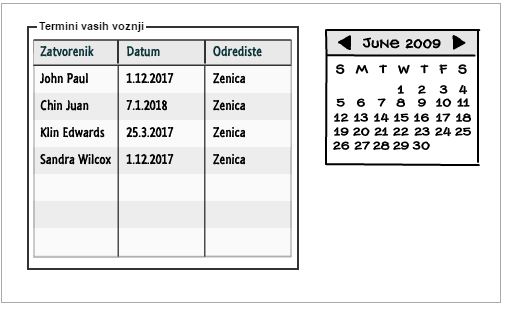 Termini vasih voznji
Zatvorenik Datum Odrediste
John Paul 1.12.2017 Zenica
Chin Juan 7.1.2018 Zenica
Klin Edwards 25.3.2017 Zenica
Sandra Wilcox 1.12.2017 Zenica
June 2009
S M T W T F S
1 2 3 4
5 6 7 8 9 10 11
12 13 14 15 16 17 18
19 20 21 22 23 24 25
26 27 28 29 30